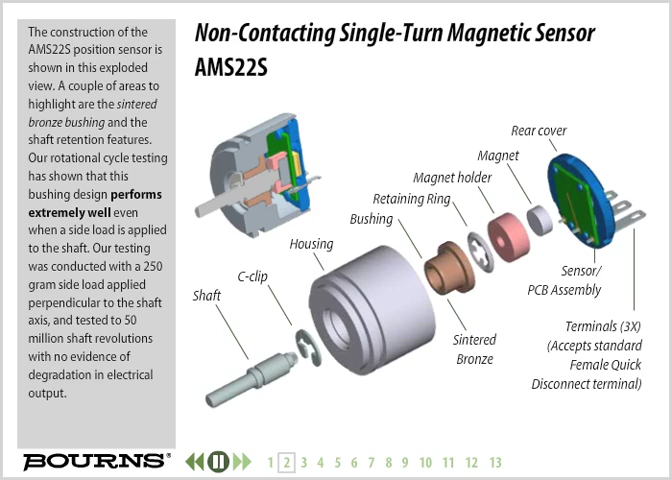 The construction of the
AMS22S position sensor is
shown in this exploded
view. A couple of areas to
highlight are the sintered
bronze bushing and the
shaft retention features.
Our rotational cycle testing
has shown that this
bushing design performs
extremely well even
when a side load is applied
to the shaft. Our testing
was conducted with a 250
gram side load applied
perpendicular to the shaft
axis, and tested to 50
million shaft revolutions
with no evidence of
degradation in electrical
output.
Non-Contacting Single-Turn Magnetic Sensor
AMS22S
Rear cover
Magnet
Magnet holder
Retaining Ring
Bushing
Housing
C-clip
Shaft
Sensor/
PCB Assembly
Sintered
Bronze
Terminals (3X)
(Accepts standard
Female Quick
Disconnect terminal)
BOURNS®
1 2 3 4 5 6 7 8 9 10 11 12 13